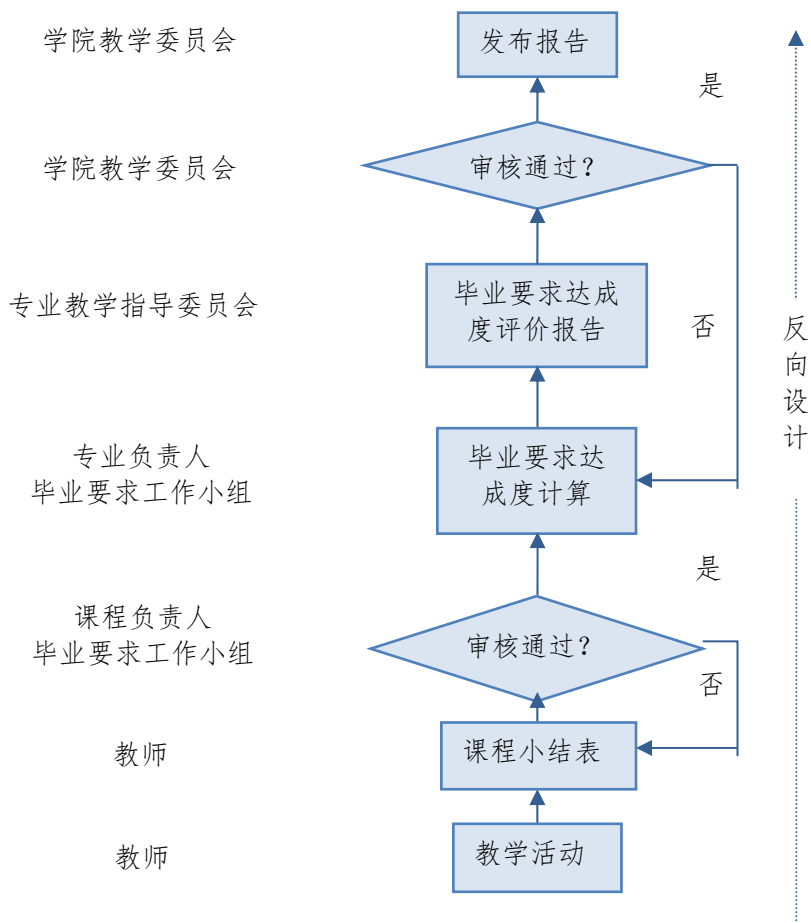 学院教学委员会
发布报告
是
学院教学委员会
审核通过？
专业教学指导委员会
毕业要求达成
度评价报告
否
反
向
设
计
专业负责人
毕业要求工作小组
毕业要求达
成度计算
是
课程负责人
毕业要求工作小组
审核通过？
否
教师
课程小结表
教师
教学活动